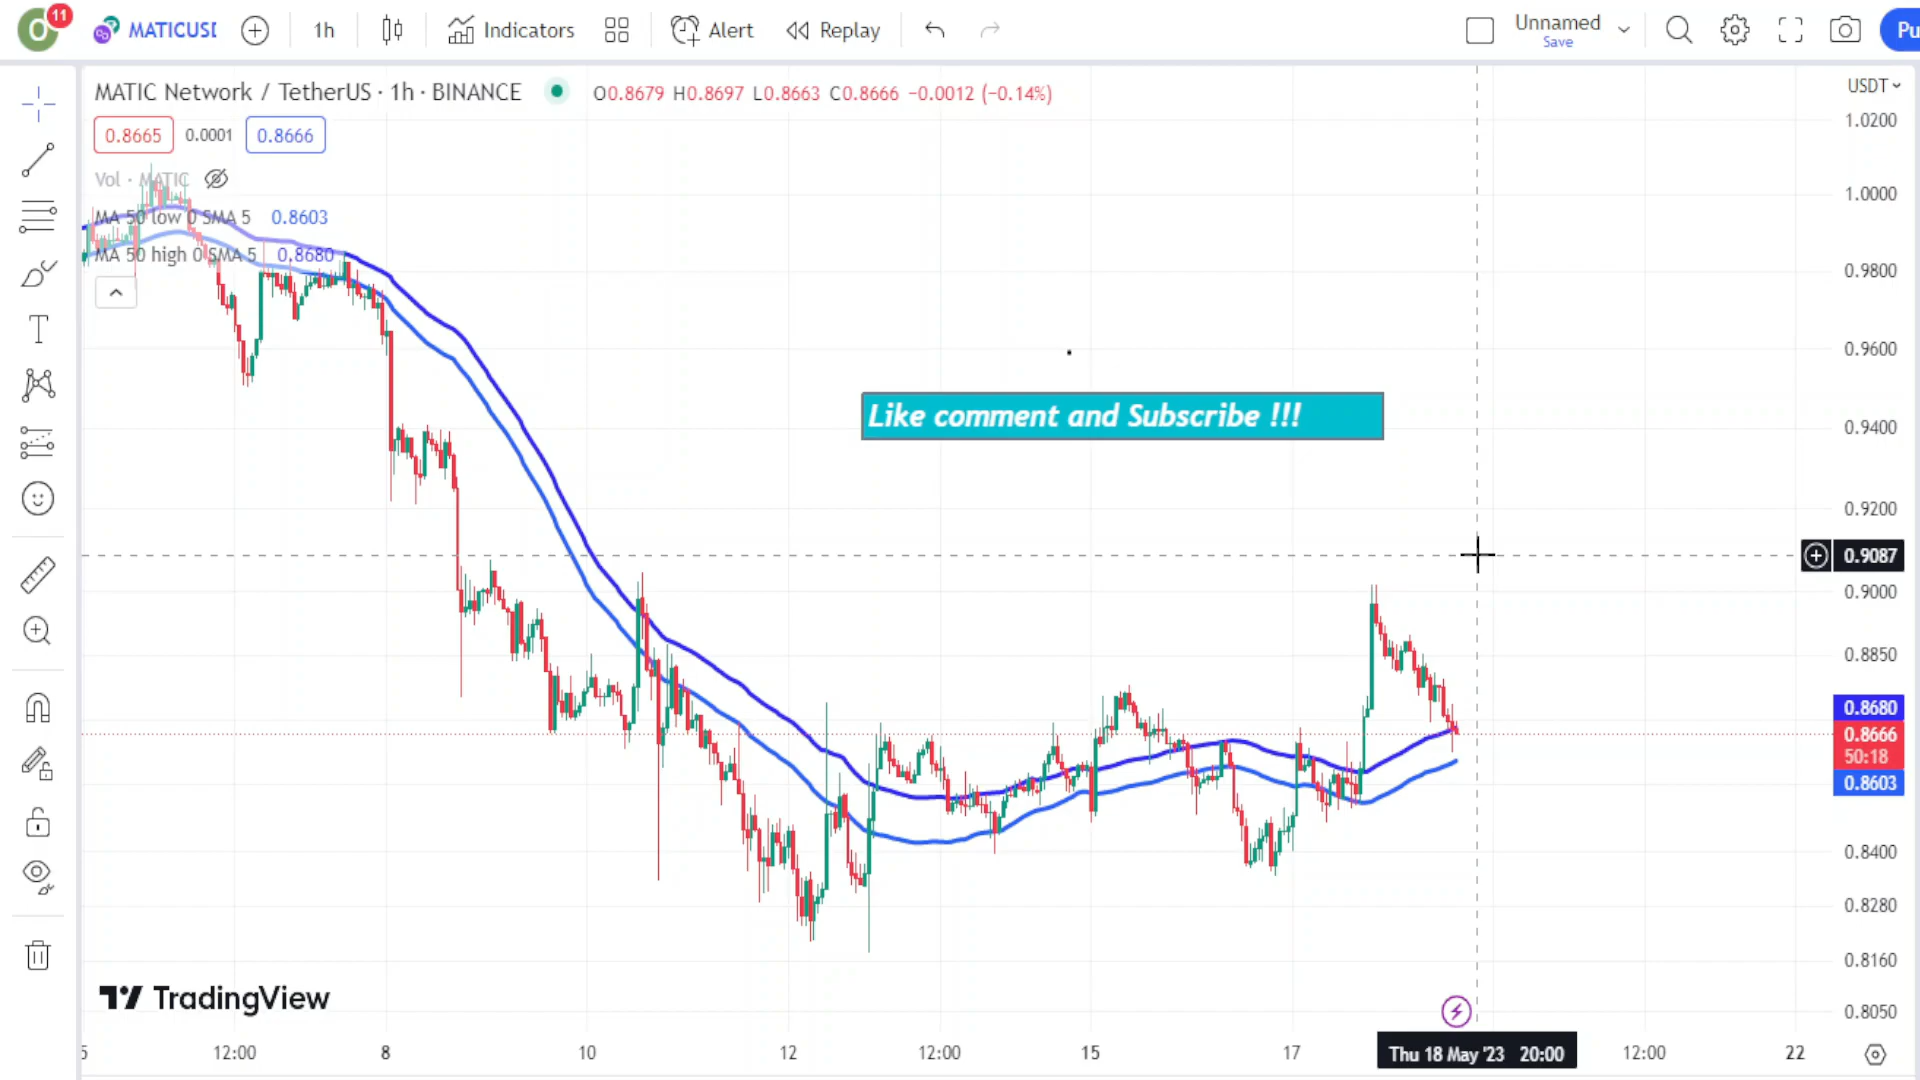 O 11 MATICUSD 1h Indicators Alert Replay Unnamed Save Pu
MATIC Network / TetherUS · 1h · BINANCE O0.8679 H0.8697 L0.8663 C0.8666 −0.0012 (−0.14%) USDT
0.8665 0.0001 0.8666
Vol · MATIC
MA 50 low 0 SMA 5 0.8603
MA 50 high 0 SMA 5 0.8680
T
Like comment and Subscribe !!!
1.0200
1.0000
0.9800
0.9600
0.9400
0.9200
0.9087
0.9000
0.8850
0.8680
0.8666
50:18
0.8603
0.8400
0.8280
0.8160
0.8050
TradingView
5 12:00 8 10 12 12:00 15 17 Thu 18 May '23 20:00 12:00 22